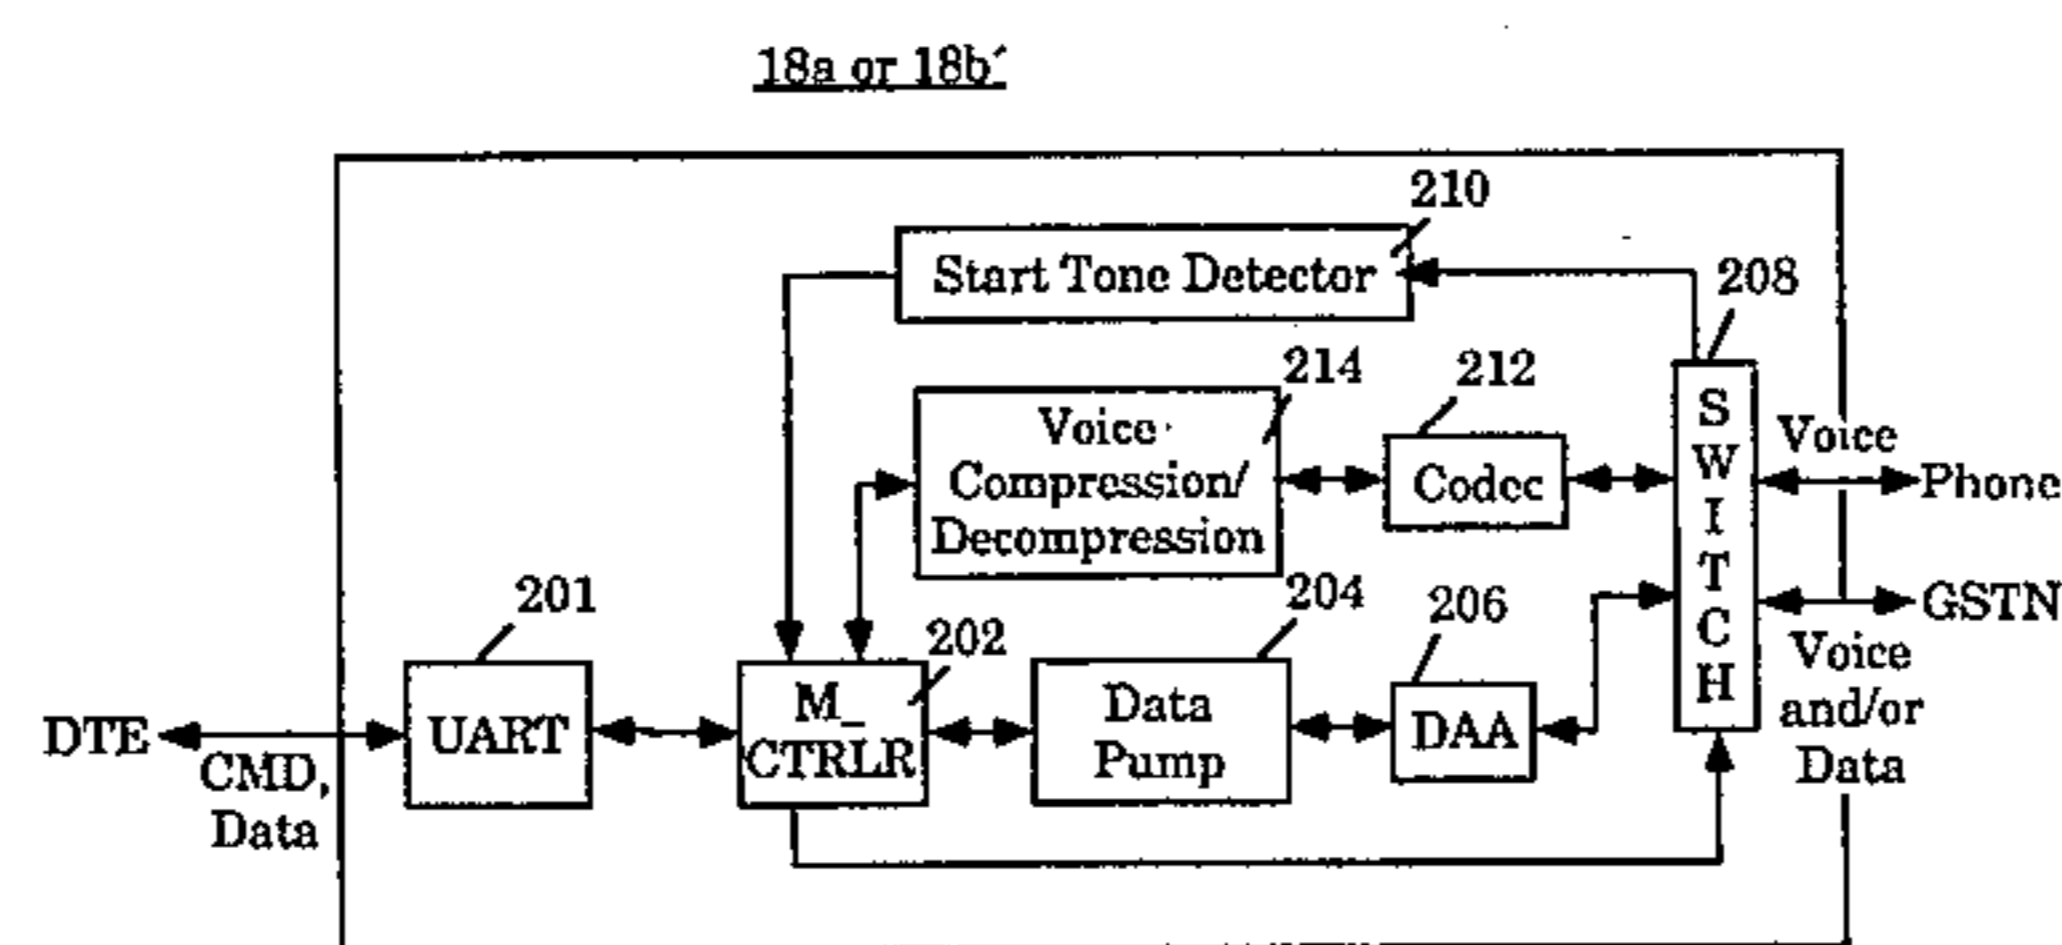 18a or 18b'
210
Start Tone Detector
208
214
212
Voice
Compression/
Decompression
Codec
S
W
I
T
C
H
Voice
Phone
GSTN
Voice
and/or
Data
201
202
204
206
DTE
CMD,
Data
UART
M_
CTRLR
Data
Pump
DAA